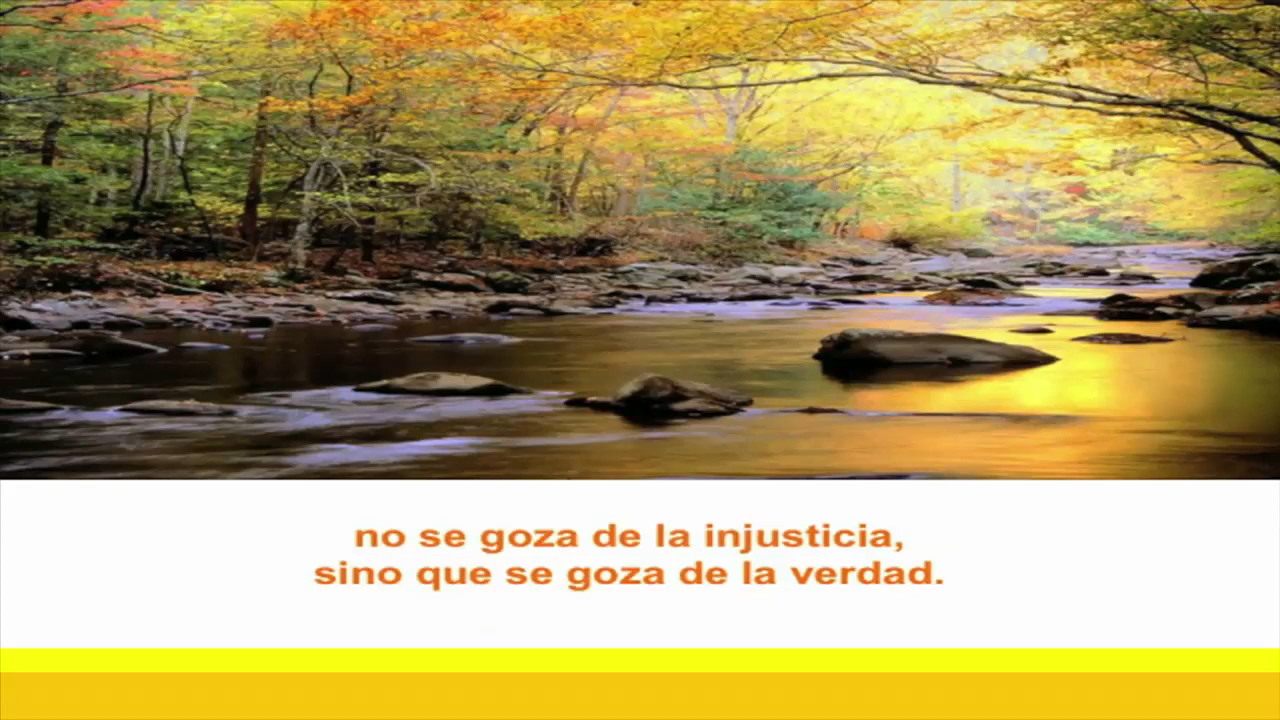 no se goza de la injusticia,
sino que se goza de la verdad.